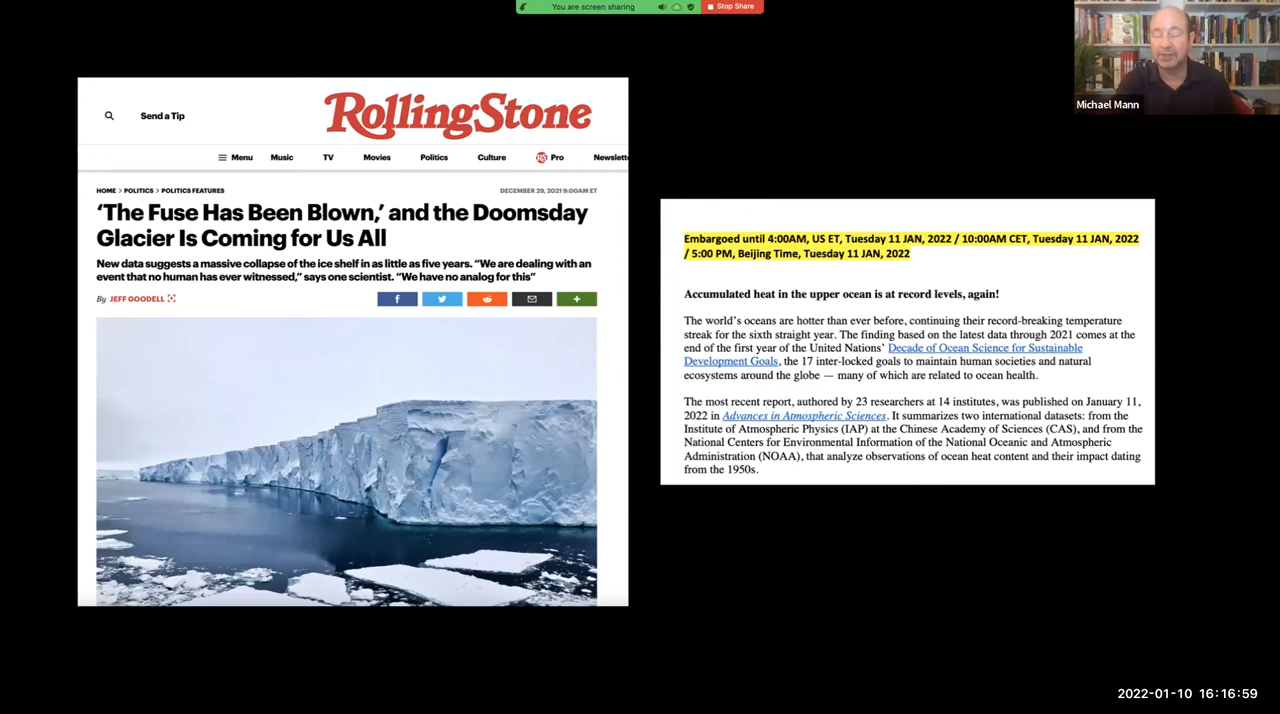 You are screen sharing
Stop Share
Michael Mann
Send a Tip
RollingStone
Menu Music TV Movies Politics Culture Pro Newslett
HOME > POLITICS > POLITICS FEATURES
DECEMBER 29, 2021 9:00AM ET
‘The Fuse Has Been Blown,’ and the Doomsday
Glacier Is Coming for Us All
New data suggests a massive collapse of the ice shelf in as little as five years. “We are dealing with an
event that no human has ever witnessed,” says one scientist. “We have no analog for this”
By JEFF GOODELL
Embargoed until 4:00AM, US ET, Tuesday 11 JAN, 2022 / 10:00AM CET, Tuesday 11 JAN, 2022
/ 5:00 PM, Beijing Time, Tuesday 11 JAN, 2022
Accumulated heat in the upper ocean is at record levels, again!
The world’s oceans are hotter than ever before, continuing their record-breaking temperature
streak for the sixth straight year. The finding based on the latest data through 2021 comes at the
end of the first year of the United Nations’ Decade of Ocean Science for Sustainable
Development Goals, the 17 inter-locked goals to maintain human societies and natural
ecosystems around the globe — many of which are related to ocean health.
The most recent report, authored by 23 researchers at 14 institutes, was published on January 11,
2022 in Advances in Atmospheric Sciences. It summarizes two international datasets: from the
Institute of Atmospheric Physics (IAP) at the Chinese Academy of Sciences (CAS), and from the
National Centers for Environmental Information of the National Oceanic and Atmospheric
Administration (NOAA), that analyze observations of ocean heat content and their impact dating
from the 1950s.
2022-01-10 16:16:59